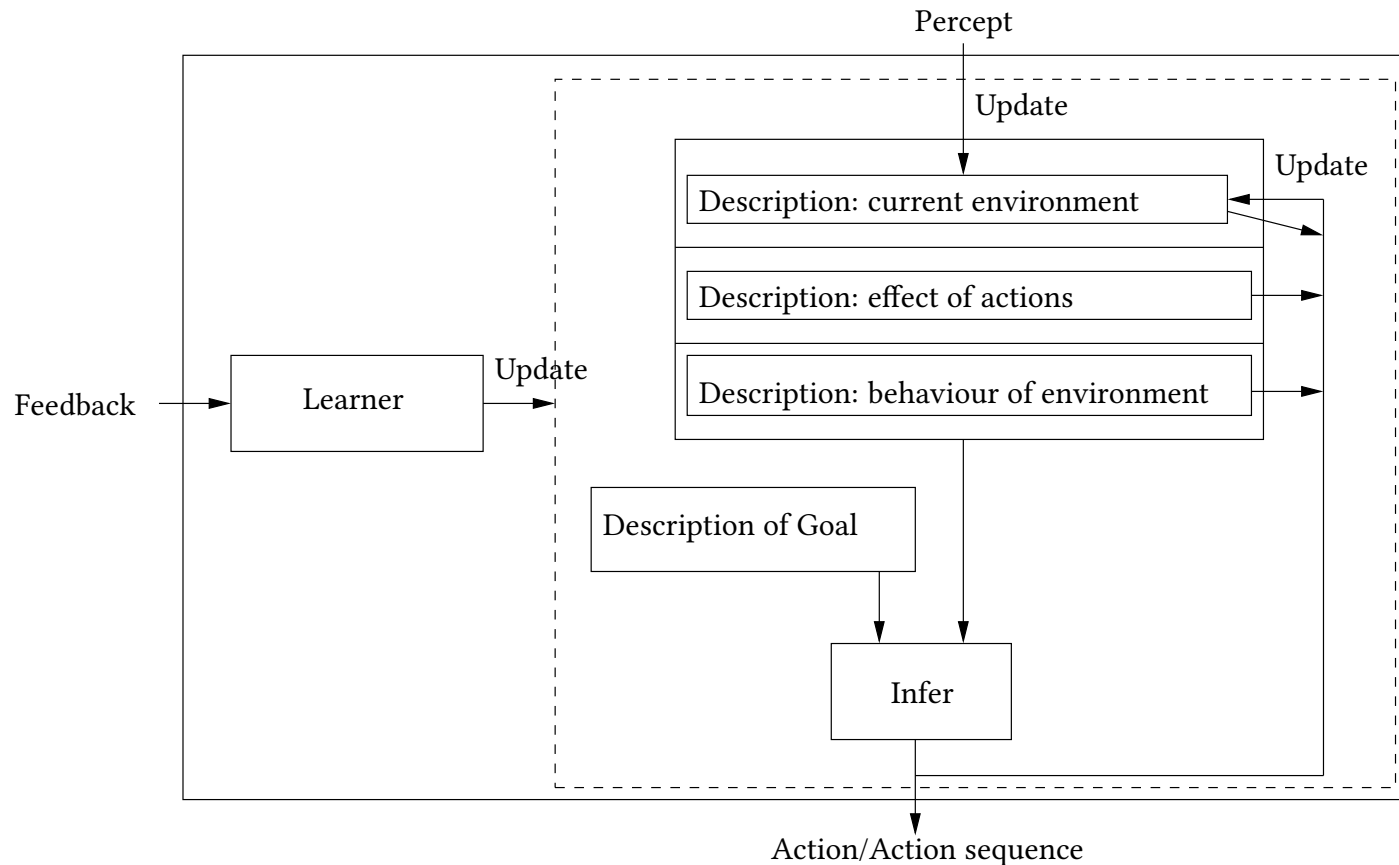 Percept
Update
Update
Description: current environment
Description: effect of actions
Description: behaviour of environment
Feedback
Learner
Update
Description of Goal
Infer
Action/Action sequence